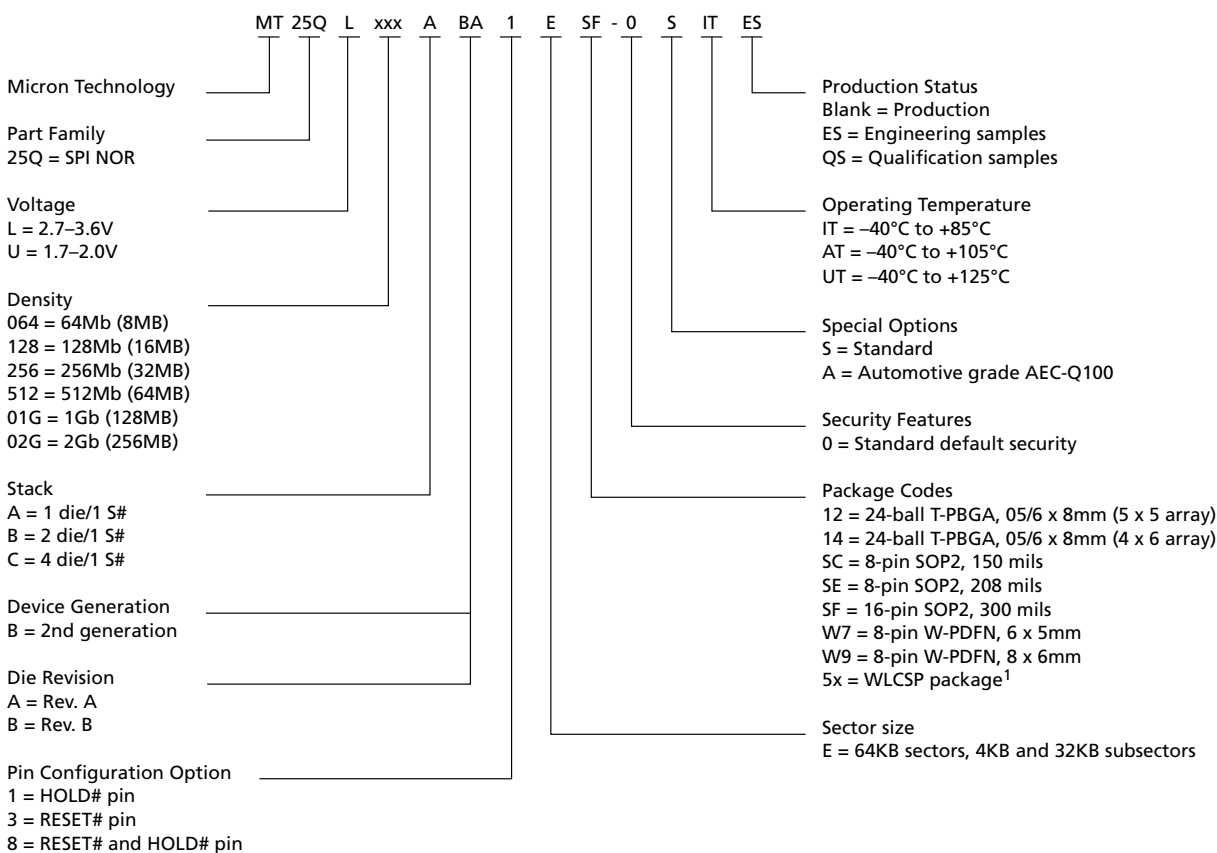 MT 25Q L xxx A BA 1 E SF - 0 S IT ES
Micron Technology
Part Family
25Q = SPI NOR
Voltage
L = 2.7–3.6V
U = 1.7–2.0V
Density
064 = 64Mb (8MB)
128 = 128Mb (16MB)
256 = 256Mb (32MB)
512 = 512Mb (64MB)
01G = 1Gb (128MB)
02G = 2Gb (256MB)
Stack
A = 1 die/1 S#
B = 2 die/1 S#
C = 4 die/1 S#
Device Generation
B = 2nd generation
Die Revision
A = Rev. A
B = Rev. B
Pin Configuration Option
1 = HOLD# pin
3 = RESET# pin
8 = RESET# and HOLD# pin
Production Status
Blank = Production
ES = Engineering samples
QS = Qualification samples
Operating Temperature
IT = –40°C to +85°C
AT = –40°C to +105°C
UT = –40°C to +125°C
Special Options
S = Standard
A = Automotive grade AEC-Q100
Security Features
0 = Standard default security
Package Codes
12 = 24-ball T-PBGA, 05/6 x 8mm (5 x 5 array)
14 = 24-ball T-PBGA, 05/6 x 8mm (4 x 6 array)
SC = 8-pin SOP2, 150 mils
SE = 8-pin SOP2, 208 mils
SF = 16-pin SOP2, 300 mils
W7 = 8-pin W-PDFN, 6 x 5mm
W9 = 8-pin W-PDFN, 8 x 6mm
5x = WLCSP package1
Sector size
E = 64KB sectors, 4KB and 32KB subsectors